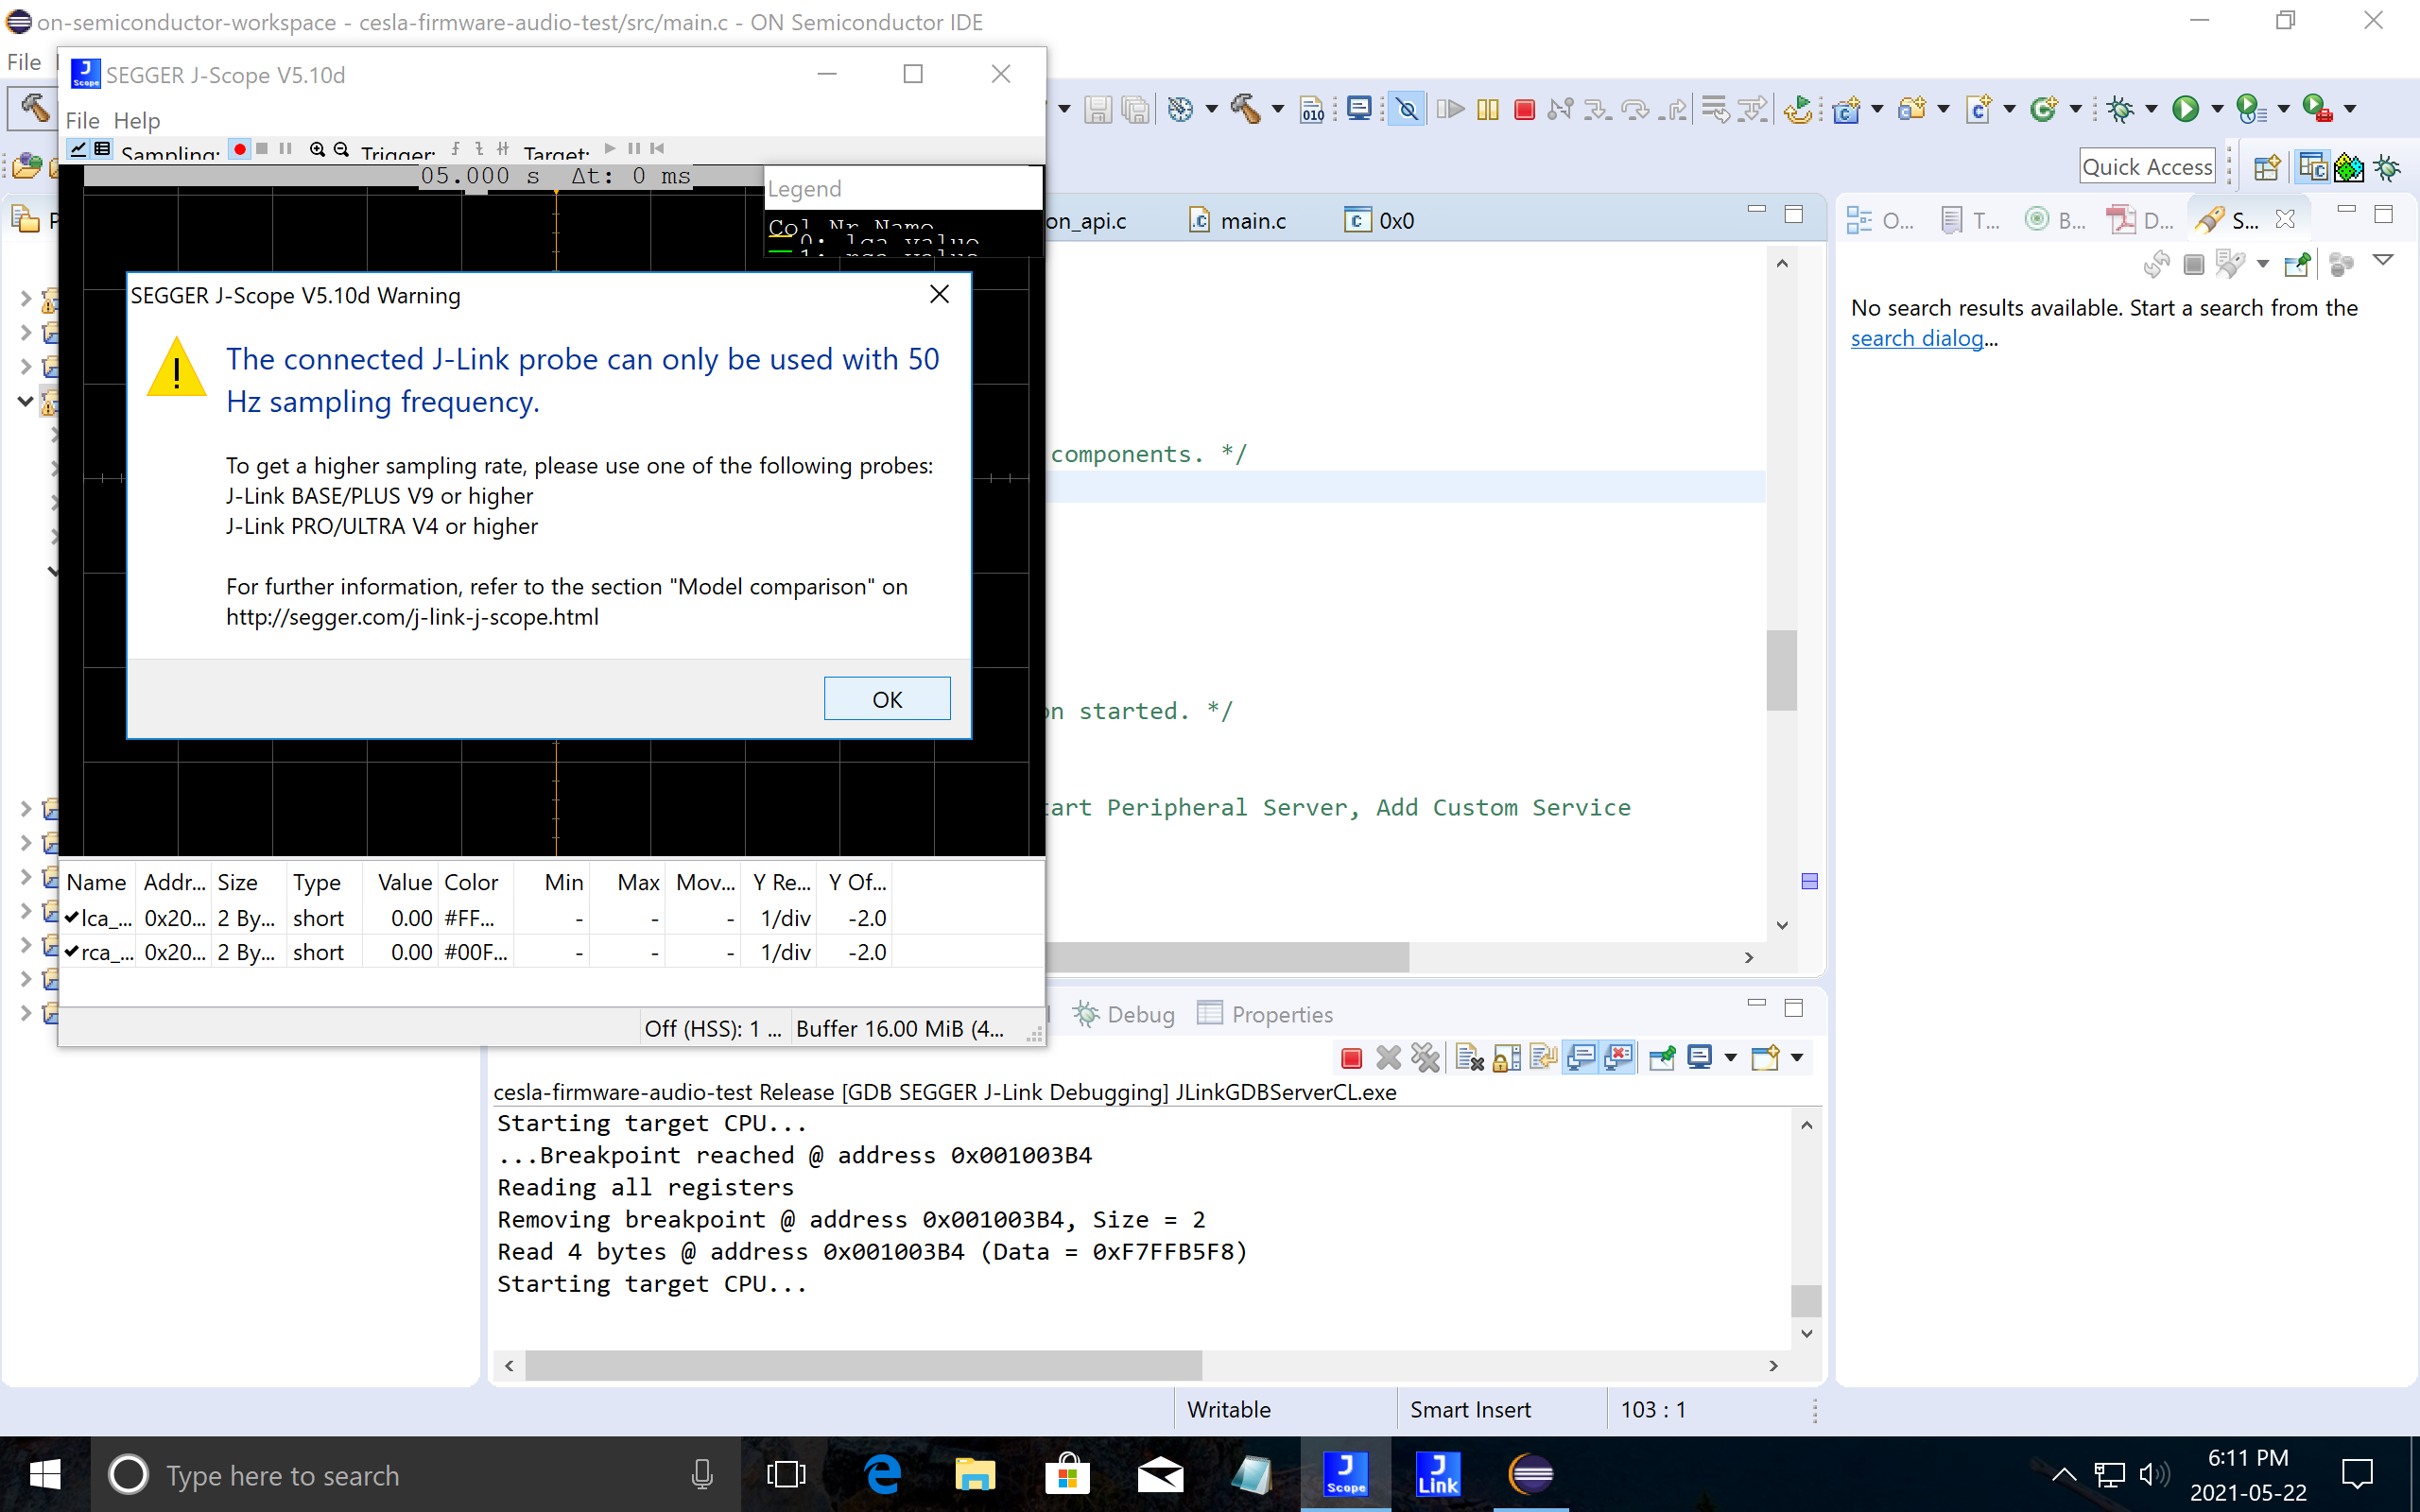 on-semiconductor-workspace - cesla-firmware-audio-test/src/main.c - ON Semiconductor IDE
File
SEGGER J-Scope V5.10d
File Help
Sampling: Trigger: Target:
05.000 s Δt: 0 ms
Legend
Col Nr Name
0: lca_value
1: rca_value
Quick Access
on_api.c
main.c
0x0
O...
T...
B...
D...
S...
No search results available. Start a search from the
search dialog...
SEGGER J-Scope V5.10d Warning
The connected J-Link probe can only be used with 50
Hz sampling frequency.
To get a higher sampling rate, please use one of the following probes:
J-Link BASE/PLUS V9 or higher
J-Link PRO/ULTRA V4 or higher
For further information, refer to the section "Model comparison" on
http://segger.com/j-link-j-scope.html
OK
components. */
on started. */
tart Peripheral Server, Add Custom Service
Name Addr... Size Type Value Color Min Max Mov... Y Re... Y Of...
lca_... 0x20... 2 By... short 0.00 #FF... - - - 1/div -2.0
rca_... 0x20... 2 By... short 0.00 #00F... - - - 1/div -2.0
Off (HSS): 1 ... Buffer 16.00 MiB (4...
Debug
Properties
cesla-firmware-audio-test Release [GDB SEGGER J-Link Debugging] JLinkGDBServerCL.exe
Starting target CPU...
...Breakpoint reached @ address 0x001003B4
Reading all registers
Removing breakpoint @ address 0x001003B4, Size = 2
Read 4 bytes @ address 0x001003B4 (Data = 0xF7FFB5F8)
Starting target CPU...
Writable
Smart Insert
103 : 1
Type here to search
J Scope
J Link
6:11 PM
2021-05-22